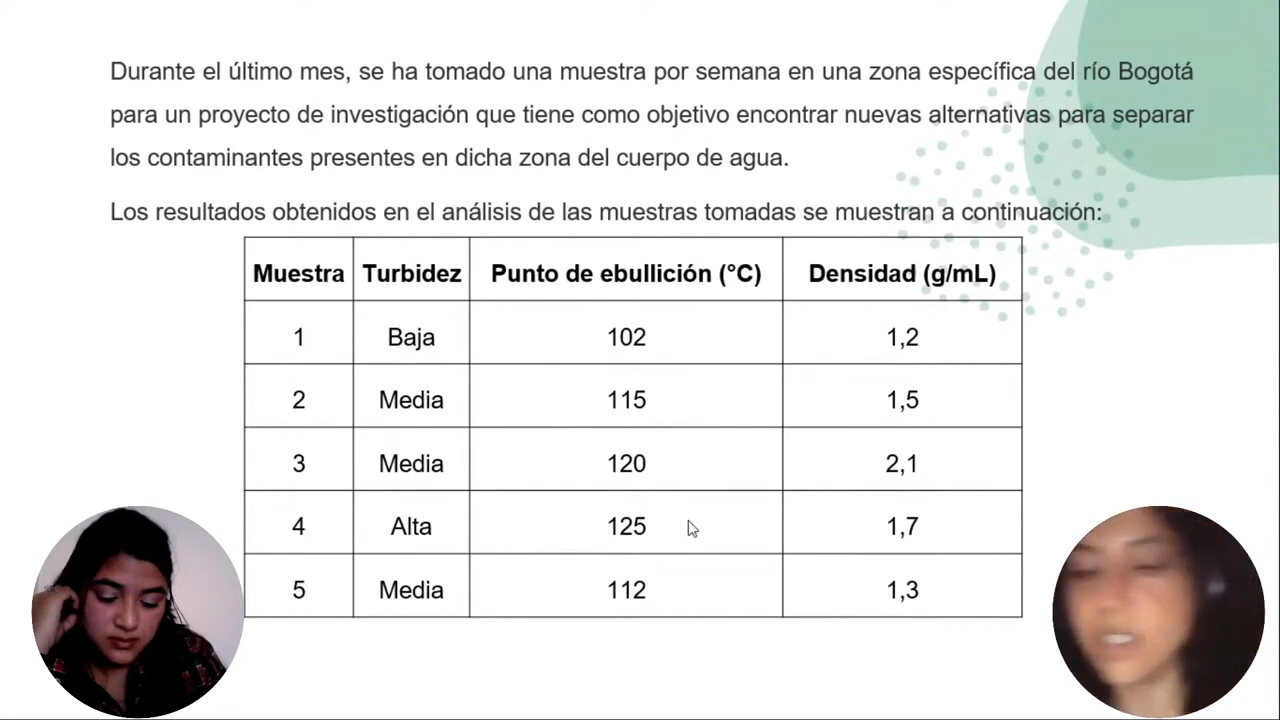 Durante el último mes, se ha tomado una muestra por semana en una zona específica del río Bogotá
para un proyecto de investigación que tiene como objetivo encontrar nuevas alternativas para separar
los contaminantes presentes en dicha zona del cuerpo de agua.
Los resultados obtenidos en el análisis de las muestras tomadas se muestran a continuación:
Muestra Turbidez Punto de ebullición (°C) Densidad (g/mL)
1 Baja 102 1,2
2 Media 115 1,5
3 Media 120 2,1
4 Alta 125 1,7
5 Media 112 1,3